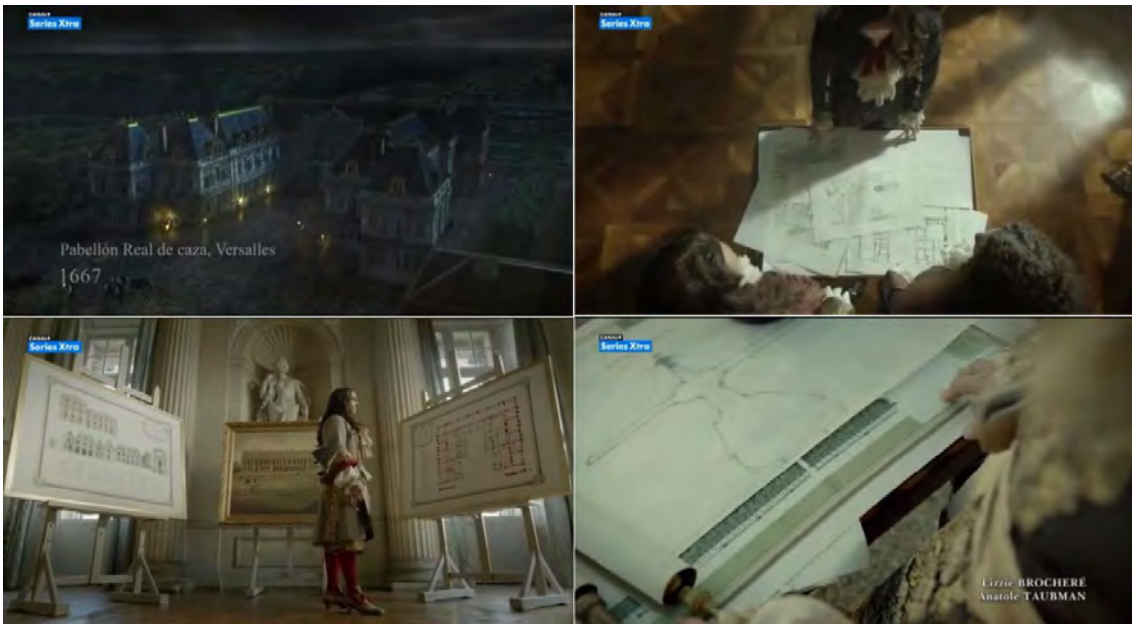 CANAL+
Series Xtra
Pabellón Real de caza, Versalles
1667
CANAL+
Series Xtra
CANAL+
Series Xtra
CANAL+
Series Xtra
Lizzie BROCHERÉ
Anatole TAUBMAN